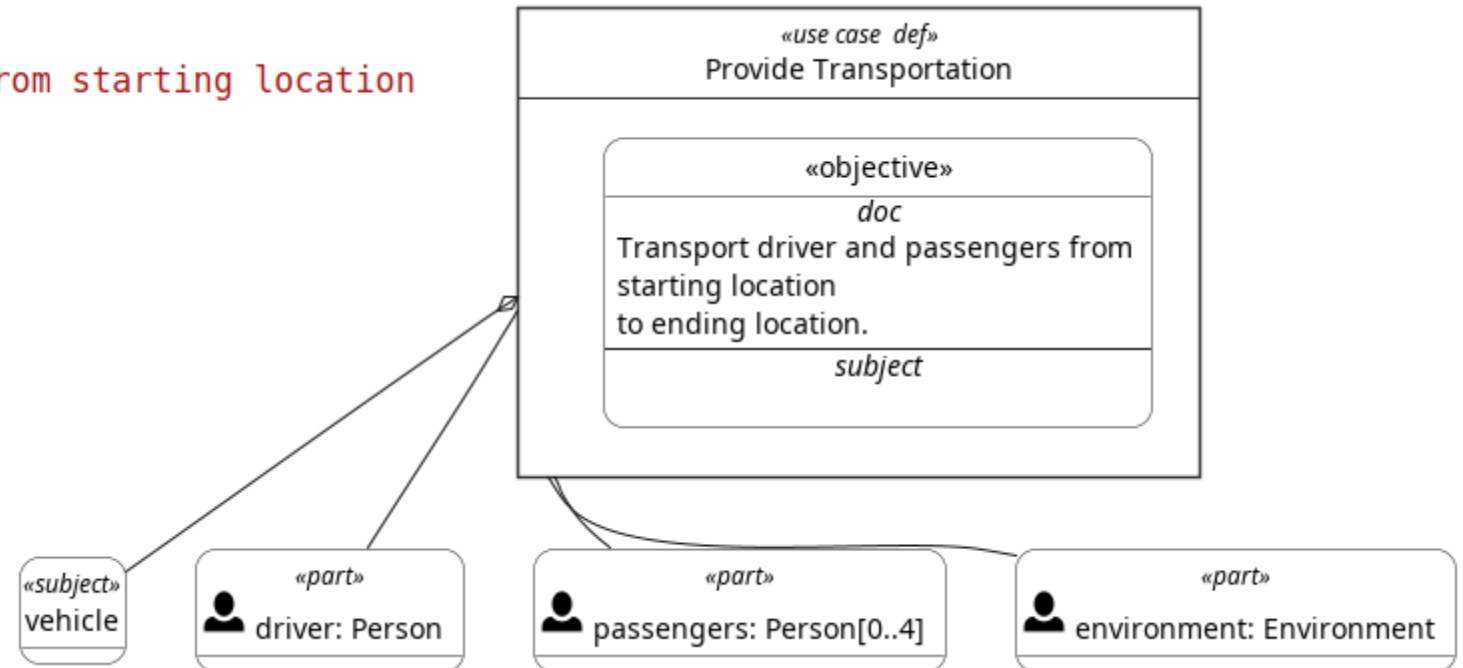 «use case  def»
Provide Transportation
rom starting location
«objective»
doc
Transport driver and passengers from
starting location
to ending location.
subject
«subject»
vehicle
«part»
driver: Person
«part»
passengers: Person[0..4]
«part»
environment: Environment